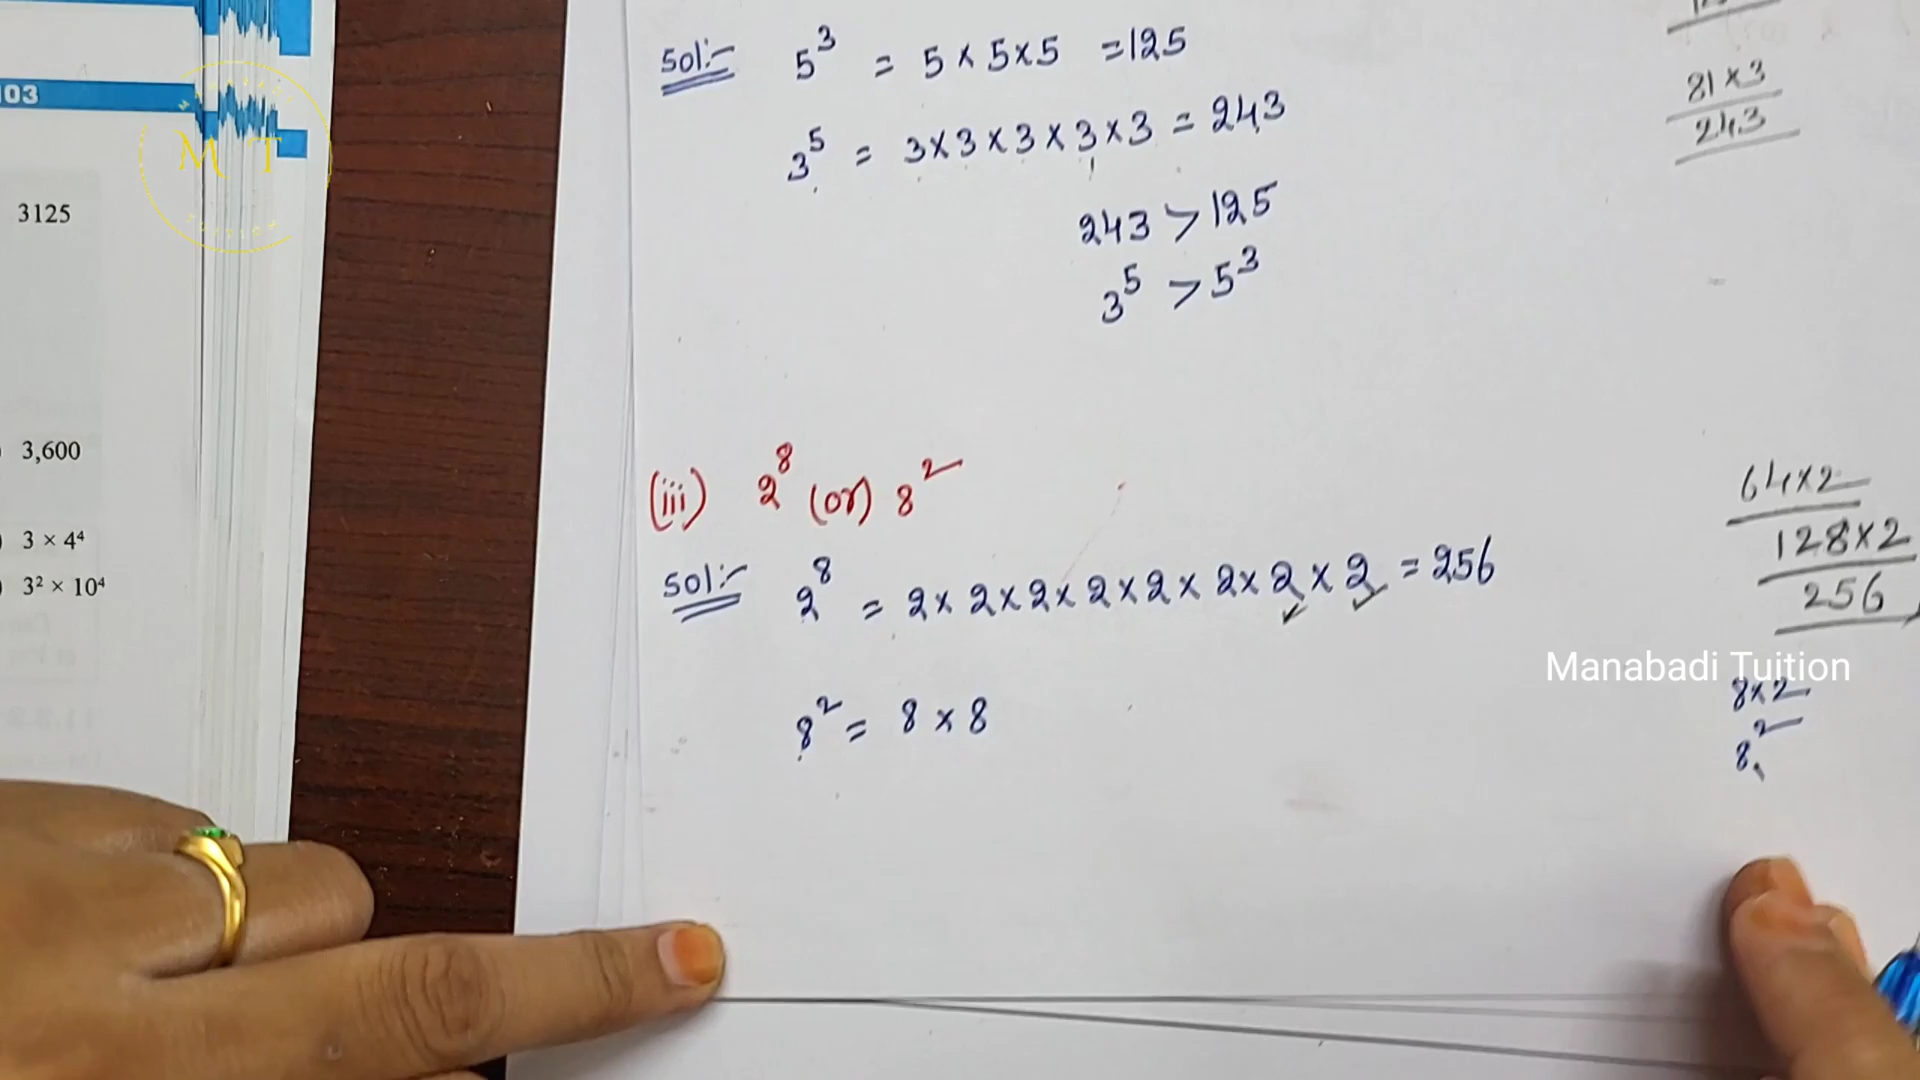 03
M T
3125
3,600
3 × 4⁴
3² × 10⁴
Sol:- 5³ = 5 × 5 × 5 = 125
3⁵ = 3 × 3 × 3 × 3 × 3 = 243
243 > 125
3⁵ > 5³
81 × 3
243
(iii) 2⁸ (or) 8²
Sol:- 2⁸ = 2 × 2 × 2 × 2 × 2 × 2 × 2 × 2 = 256
8² = 8 × 8
64 × 2
128 × 2
256
Manabadi Tuition
8 × 2
8²